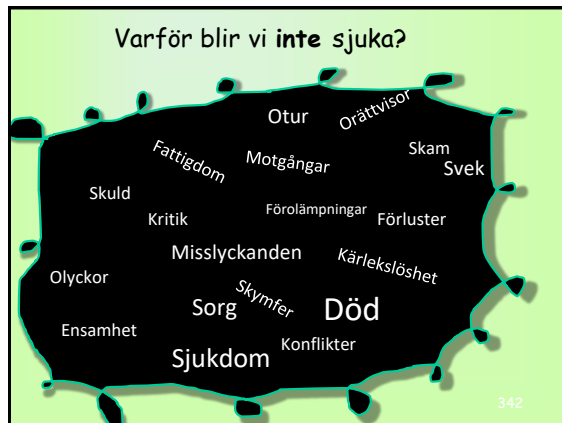 Varför blir vi inte sjuka?
Otur
Orättvisor
Fattigdom
Motgångar
Skam
Svek
Skuld
Kritik
Förolämpningar
Förluster
Misslyckanden
Kärlekslöshet
Olyckor
Sorg
Skymfer
Död
Ensamhet
Konflikter
Sjukdom
342